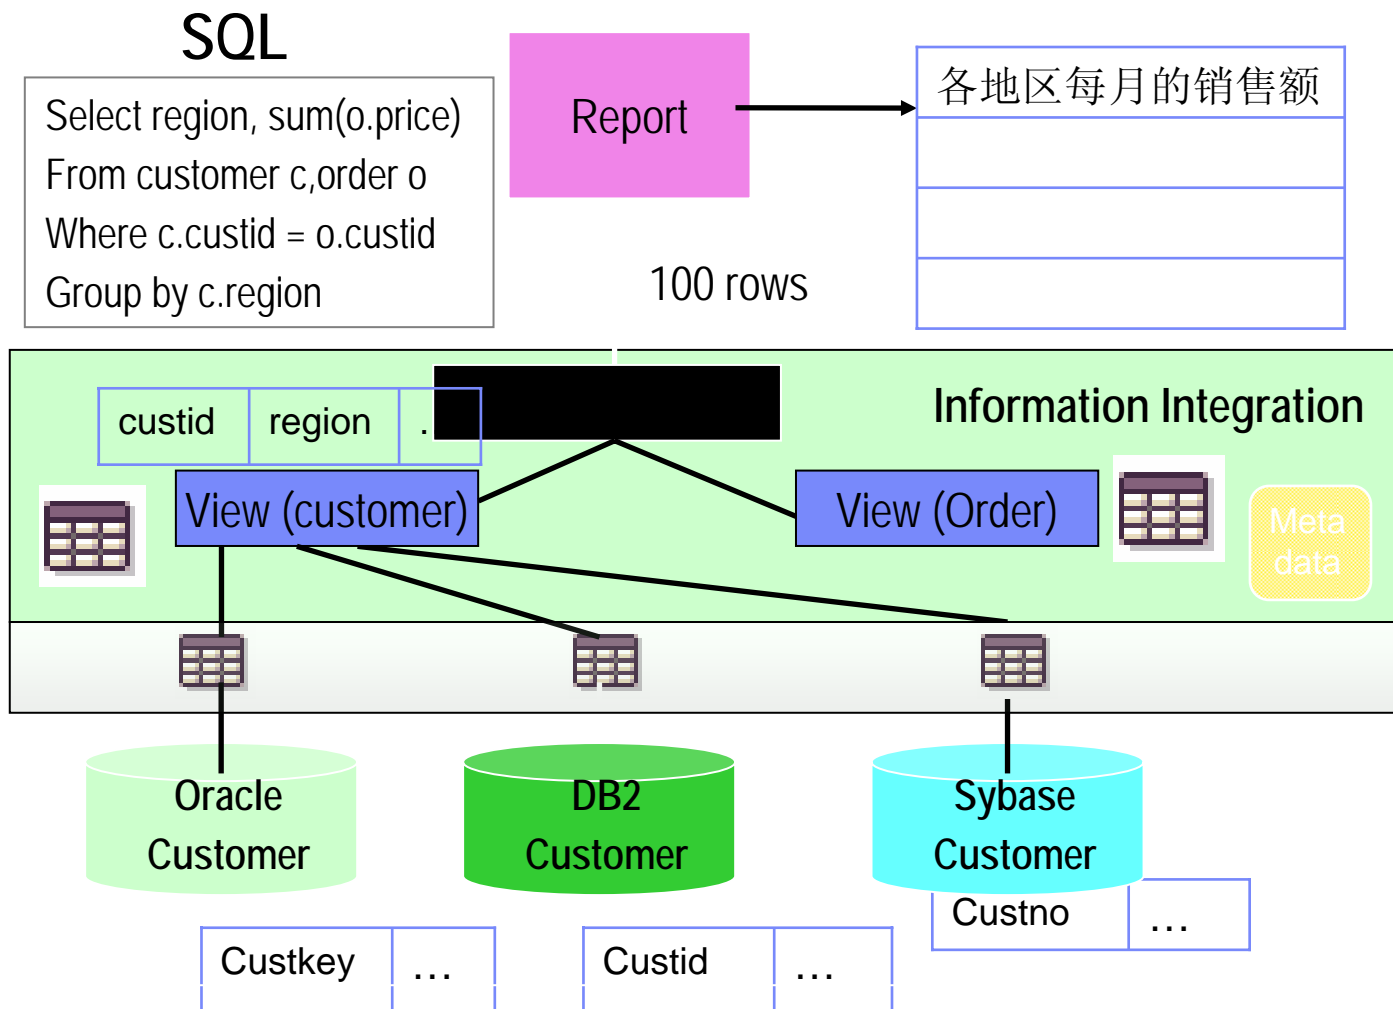 SQL
Select region, sum(o.price)
From customer c,order o
Where c.custid = o.custid
Group by c.region
Report
各地区每月的销售额
100 rows
Information Integration
custid
region
.
View (customer)
View (Order)
Meta
data
Oracle
Customer
DB2
Customer
Sybase
Customer
Custno
…
Custkey
…
Custid
…